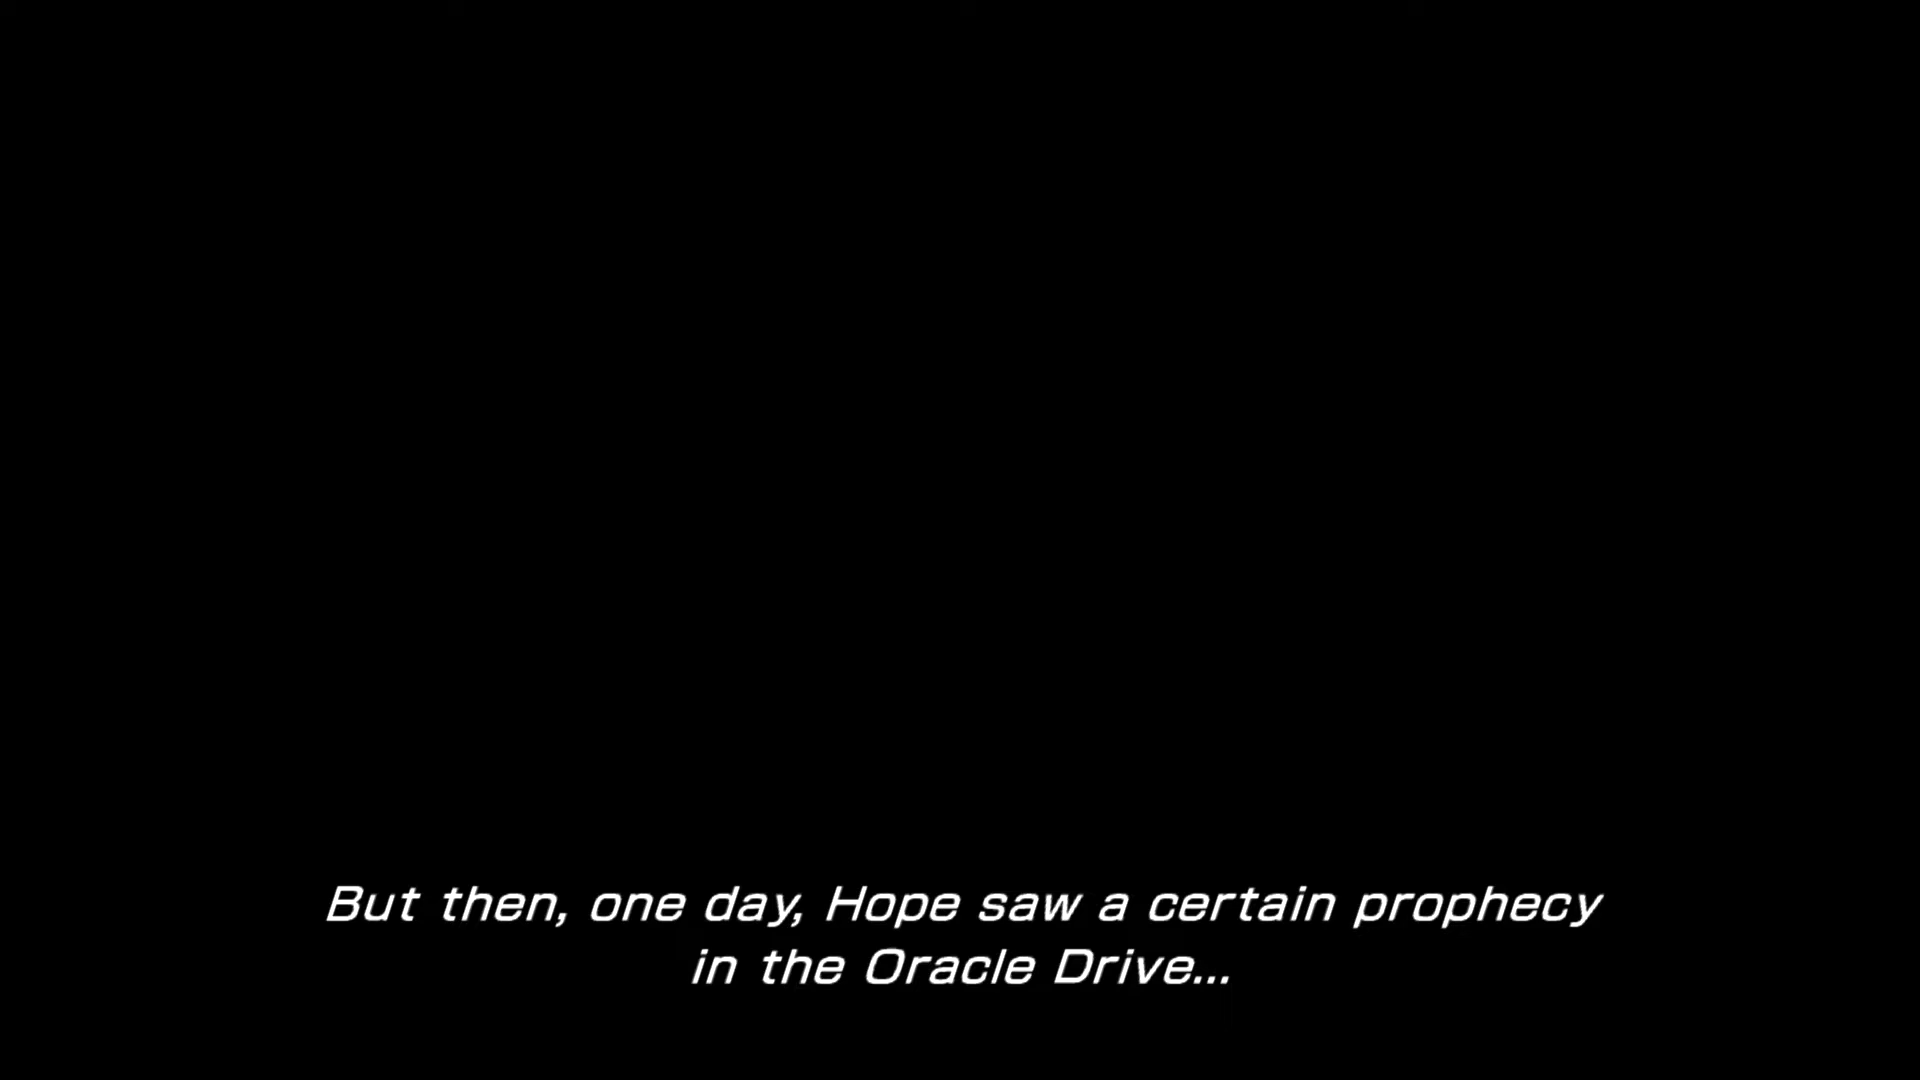 But then, one day, Hope saw a certain prophecy
in the Oracle Drive...